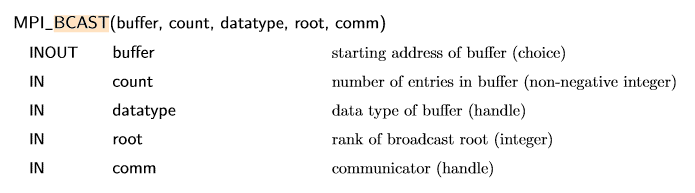 MPI_BCAST(buffer, count, datatype, root, comm)
INOUT buffer starting address of buffer (choice)
IN count number of entries in buffer (non-negative integer)
IN datatype data type of buffer (handle)
IN root rank of broadcast root (integer)
IN comm communicator (handle)